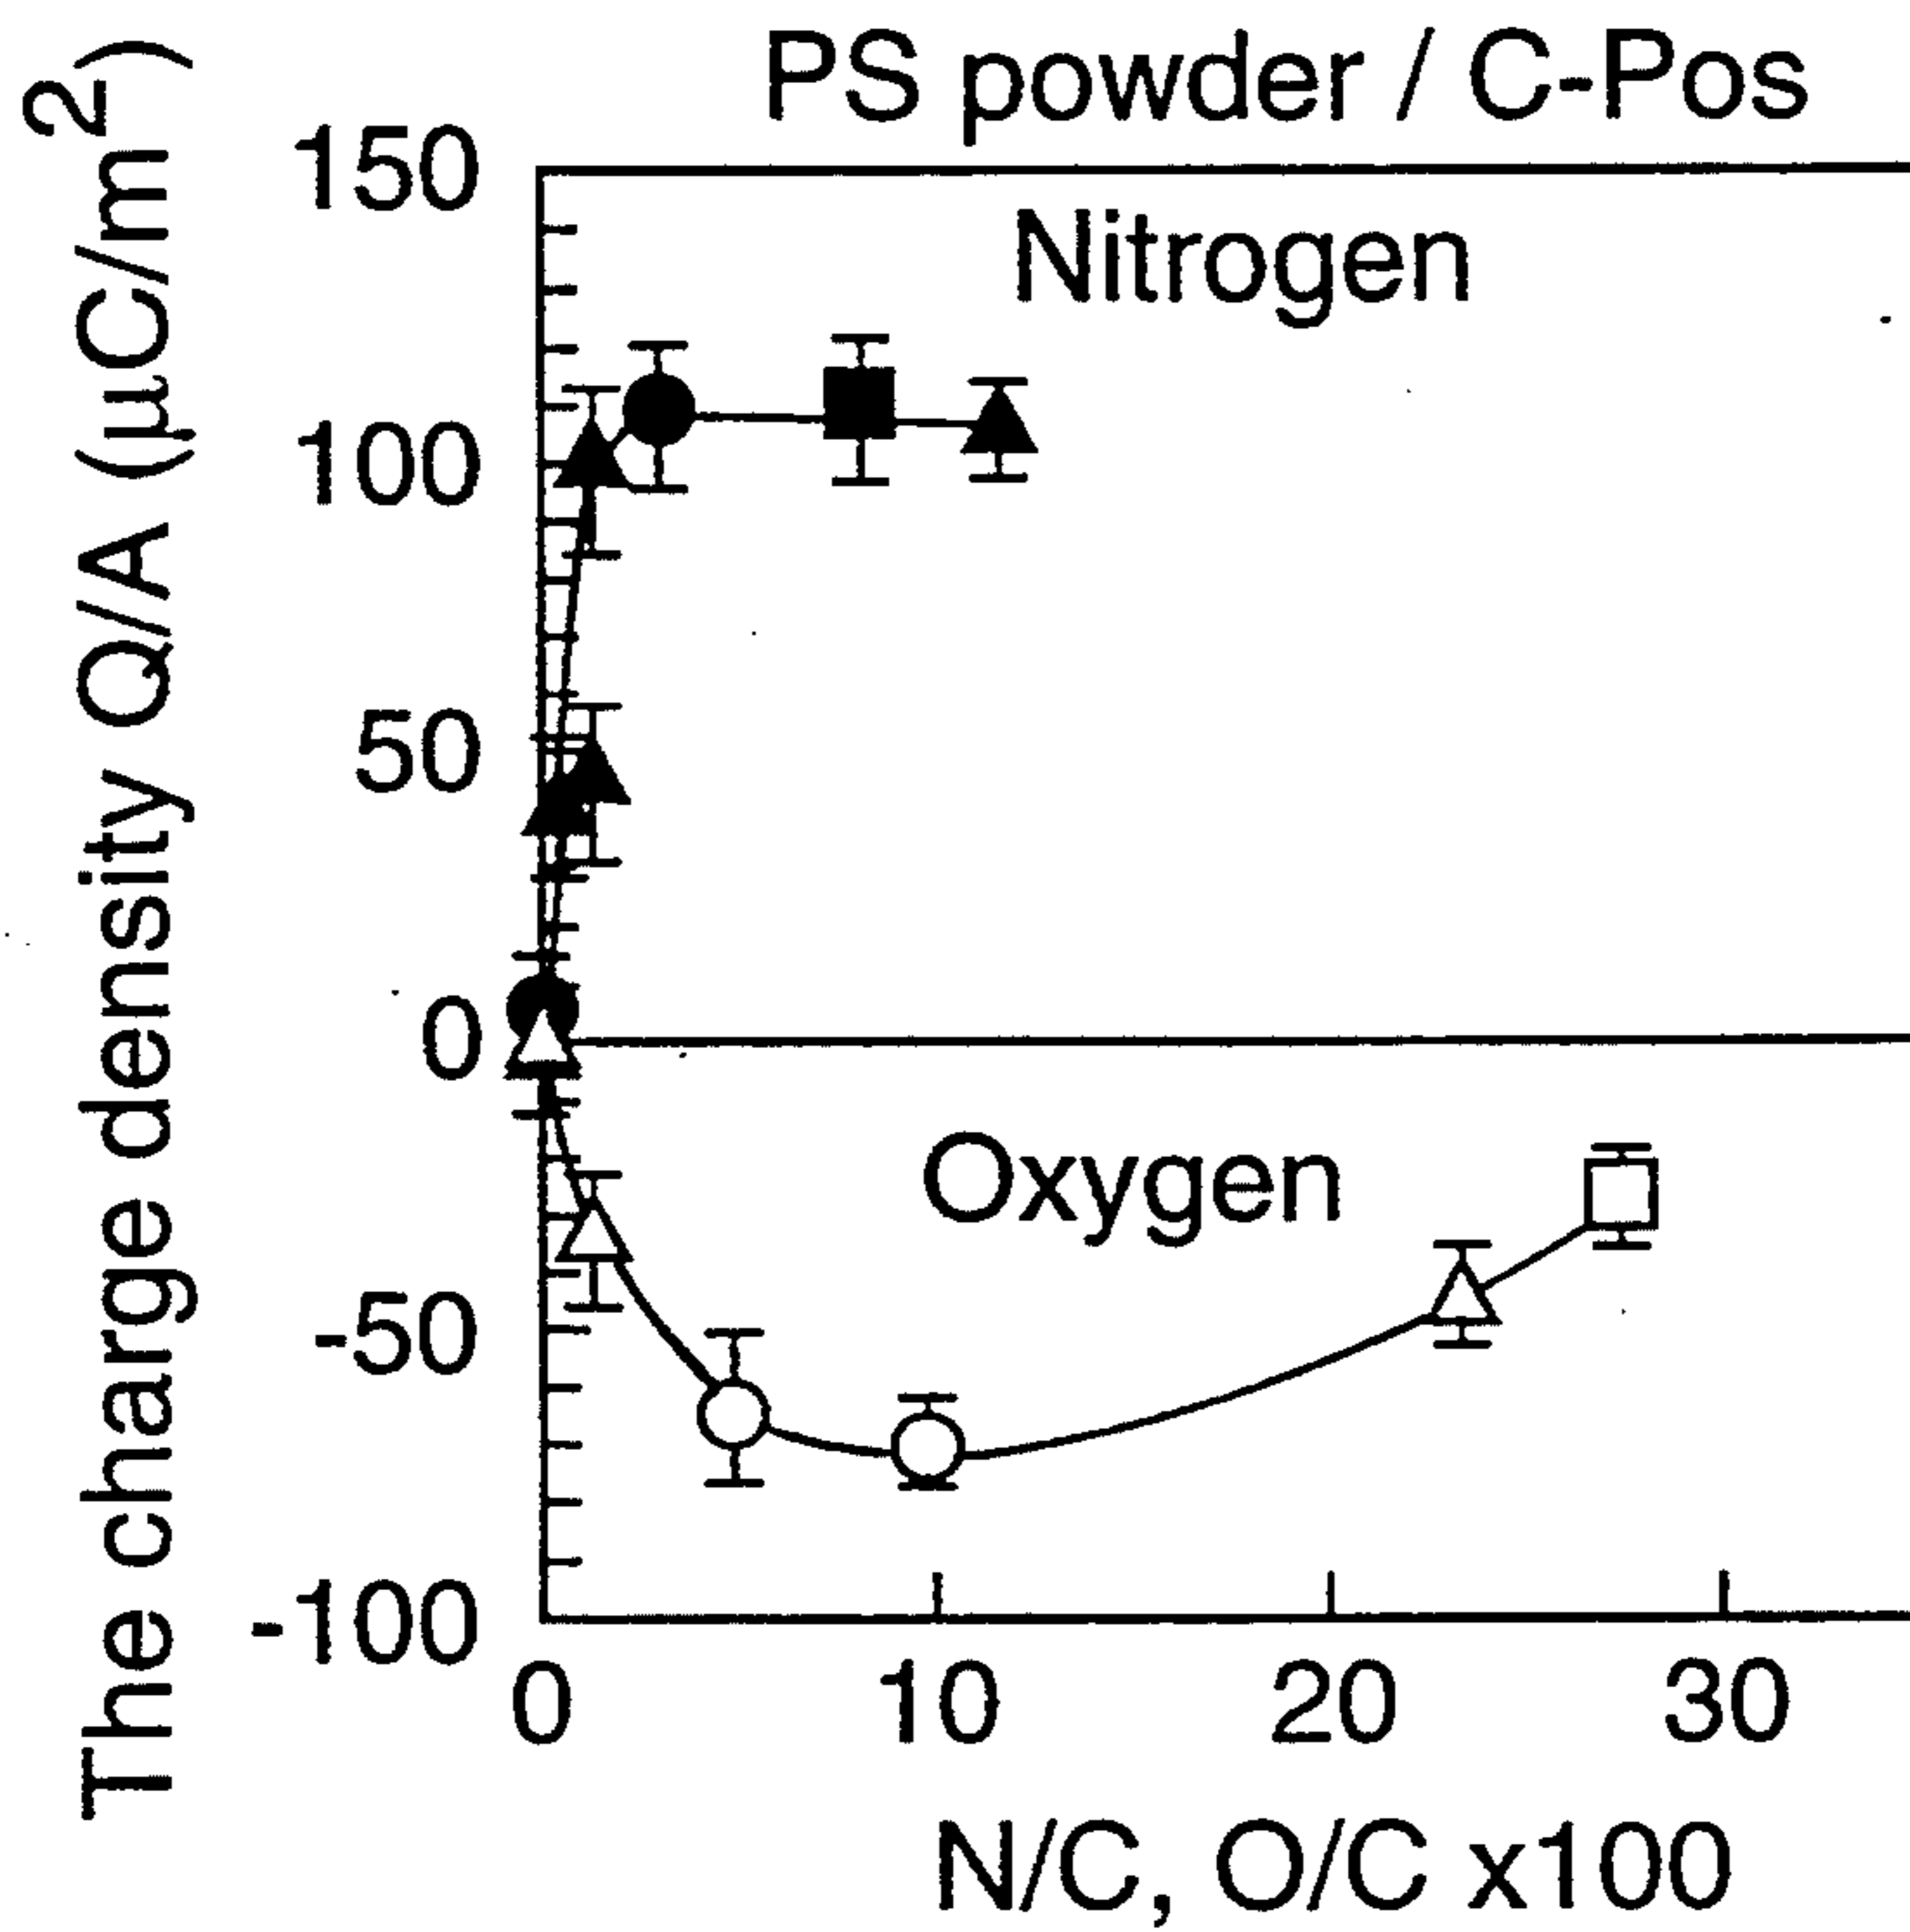 PS powder / C-Pos
The charge density Q/A (μC/m²)
150
Nitrogen
100
50
0
Oxygen
-50
-100
0 10 20 30
N/C, O/C x100